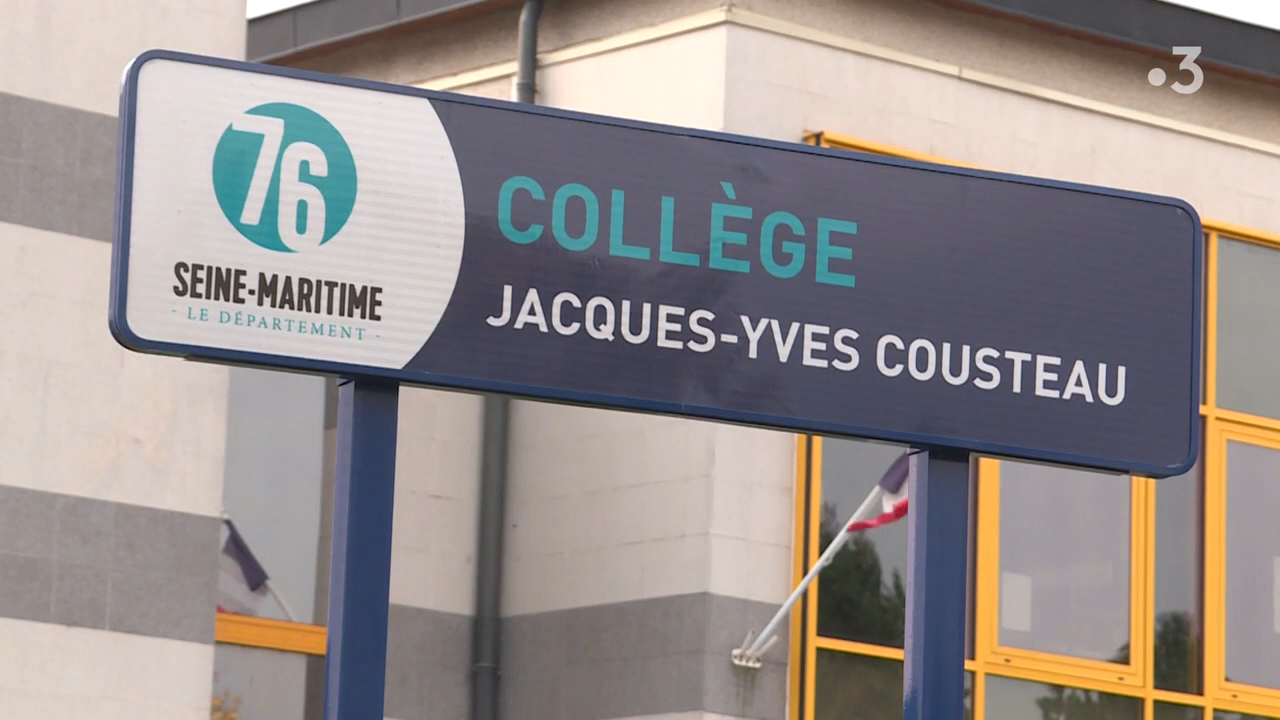 3
76
SEINE-MARITIME
- LE DÉPARTEMENT -
COLLÈGE
JACQUES-YVES COUSTEAU